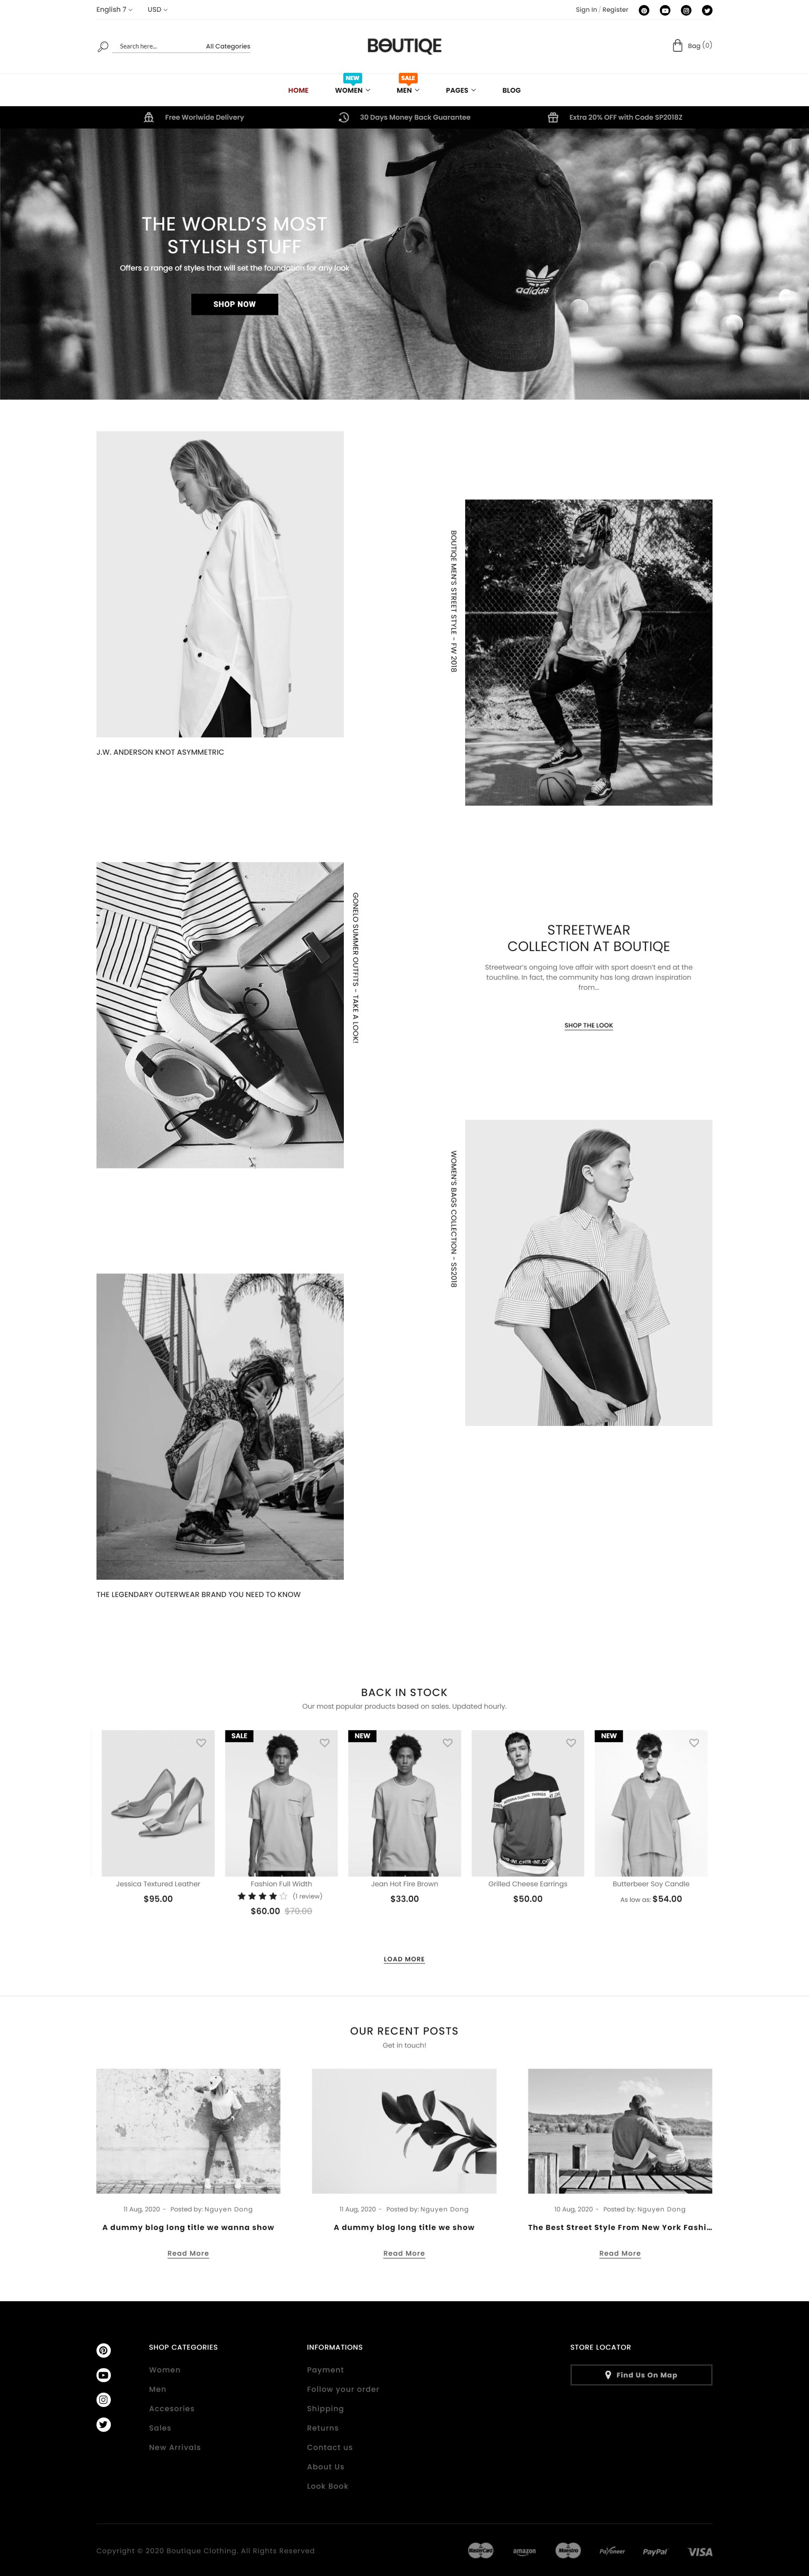 English 7
USD
Sign In / Register
Search here...
All Categories
BOUTIQE
Bag (0)
NEW
SALE
HOME
WOMEN
MEN
PAGES
BLOG
Free Worlwide Delivery
30 Days Money Back Guarantee
Extra 20% OFF with Code SP2018Z
THE WORLD'S MOST
STYLISH STUFF
Offers a range of styles that will set the foundation for any look
SHOP NOW
adidas
J.W. ANDERSON KNOT ASYMMETRIC
BOUTIQE MEN'S STREET STYLE - FW 2018
GONELO SUMMER OUTFITS - TAKE A LOOK!
STREETWEAR
COLLECTION AT BOUTIQE
Streetwear's ongoing love affair with sport doesn't end at the
touchline. In fact, the community has long drawn inspiration
from...
SHOP THE LOOK
WOMEN'S BAGS COLLECTION - SS2018
THE LEGENDARY OUTERWEAR BRAND YOU NEED TO KNOW
BACK IN STOCK
Our most popular products based on sales. Updated hourly.
SALE
NEW
NEW
Jessica Textured Leather
$95.00
Fashion Full Width
(1 review)
$60.00 $70.00
Jean Hot Fire Brown
$33.00
Grilled Cheese Earrings
$50.00
Butterbeer Soy Candle
As low as: $54.00
LOAD MORE
OUR RECENT POSTS
Get in touch!
11 Aug, 2020 - Posted by: Nguyen Dong
A dummy blog long title we wanna show
Read More
11 Aug, 2020 - Posted by: Nguyen Dong
A dummy blog long title we show
Read More
10 Aug, 2020 - Posted by: Nguyen Dong
The Best Street Style From New York Fashi...
Read More
SHOP CATEGORIES
Women
Men
Accesories
Sales
New Arrivals
INFORMATIONS
Payment
Follow your order
Shipping
Returns
Contact us
About Us
Look Book
STORE LOCATOR
Find Us On Map
Copyright © 2020 Boutique Clothing. All Rights Reserved
MasterCard
amazon
Maestro
Payoneer
PayPal
VISA